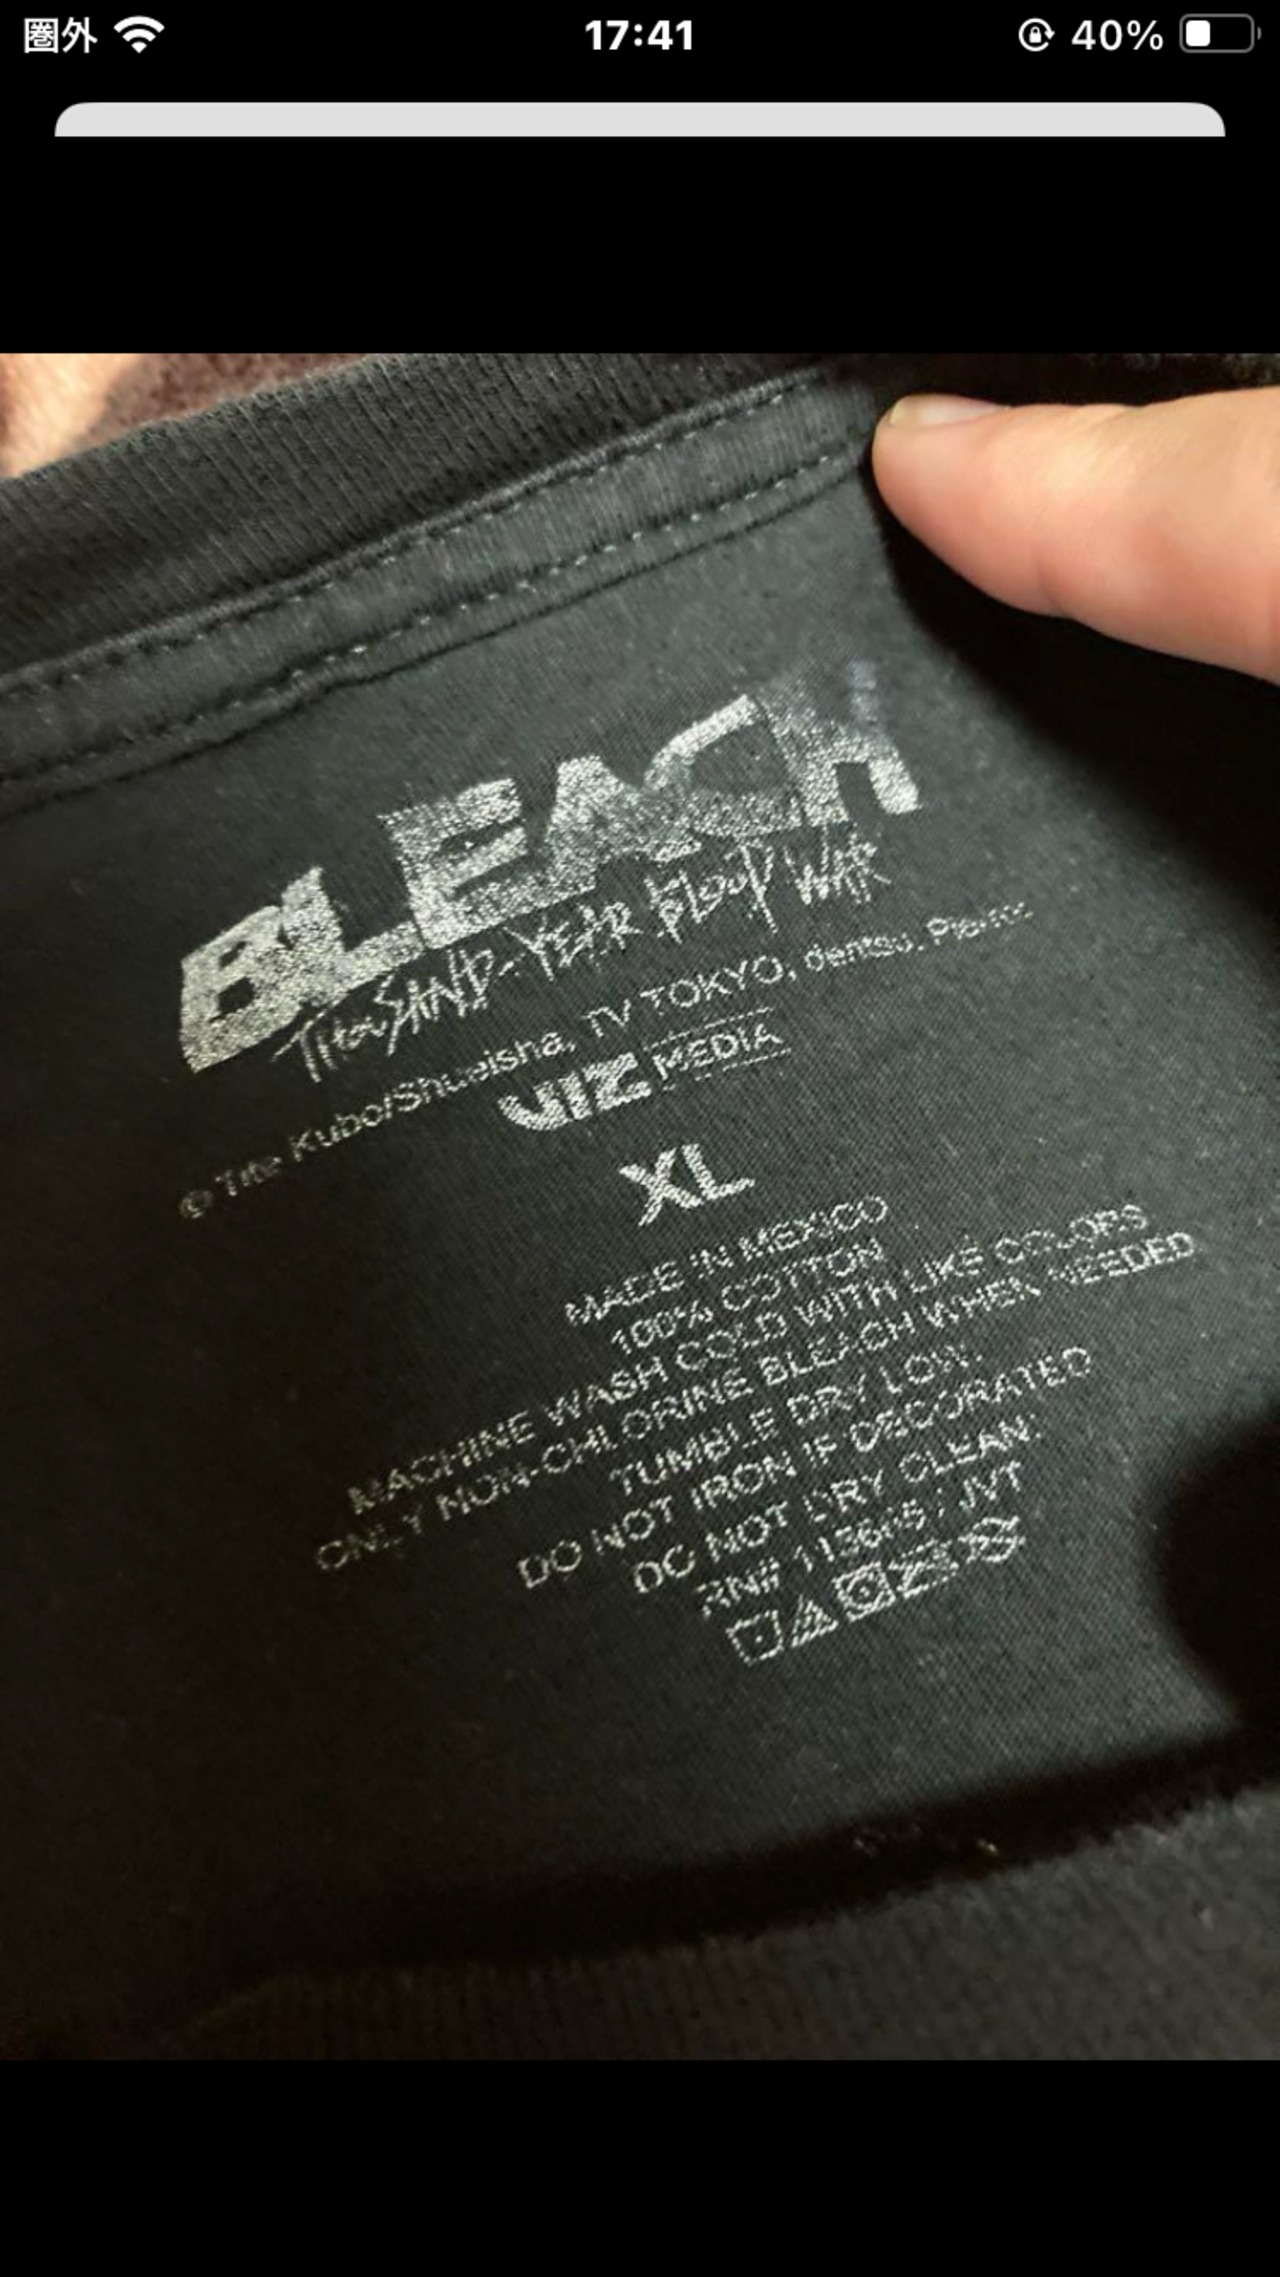 圏外 17:41 40%
BLEACH
THOUSAND-YEAR BLOOD WAR
© Tite Kubo/Shueisha, TV TOKYO, dentsu, Pierrot
VIZ MEDIA
XL
MADE IN MEXICO
100% COTTON
MACHINE WASH COLD WITH LIKE COLORS
ONLY NON-CHLORINE BLEACH WHEN NEEDED
TUMBLE DRY LOW.
DO NOT IRON IF DECORATED
DO NOT DRY CLEAN.
RN# / JVT